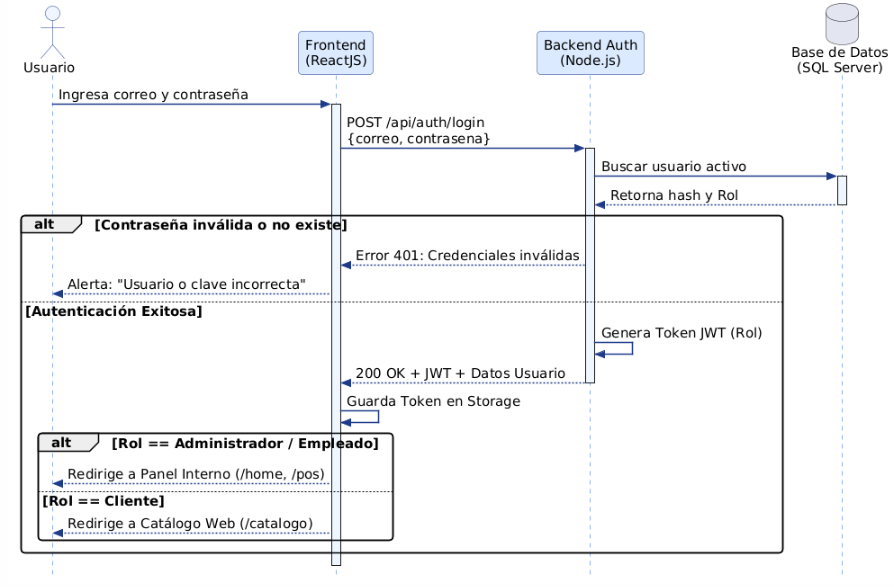 Usuario
Frontend
(ReactJS)
Backend Auth
(Node.js)
Base de Datos
(SQL Server)
Ingresa correo y contraseña
POST /api/auth/login
{correo, contrasena}
Buscar usuario activo
Retorna hash y Rol
alt [Contraseña inválida o no existe]
Error 401: Credenciales inválidas
Alerta: "Usuario o clave incorrecta"
[Autenticación Exitosa]
Genera Token JWT (Rol)
200 OK + JWT + Datos Usuario
Guarda Token en Storage
alt [Rol == Administrador / Empleado]
Redirige a Panel Interno (/home, /pos)
[Rol == Cliente]
Redirige a Catálogo Web (/catalogo)